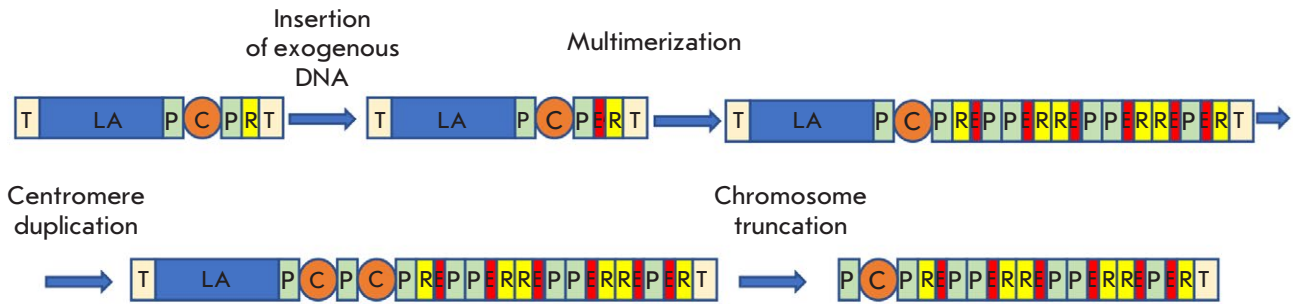 Insertion
of exogenous
DNA
Multimerization
T LA P C P R T
T LA P C P E R T
T LA P C P R E P P E R R E P P E R R E P E R T
Centromere
duplication
Chromosome
truncation
T LA P C P C P R E P P E R R E P P E R R E P E R T
P C P R E P P E R R E P P E R R E P E R T